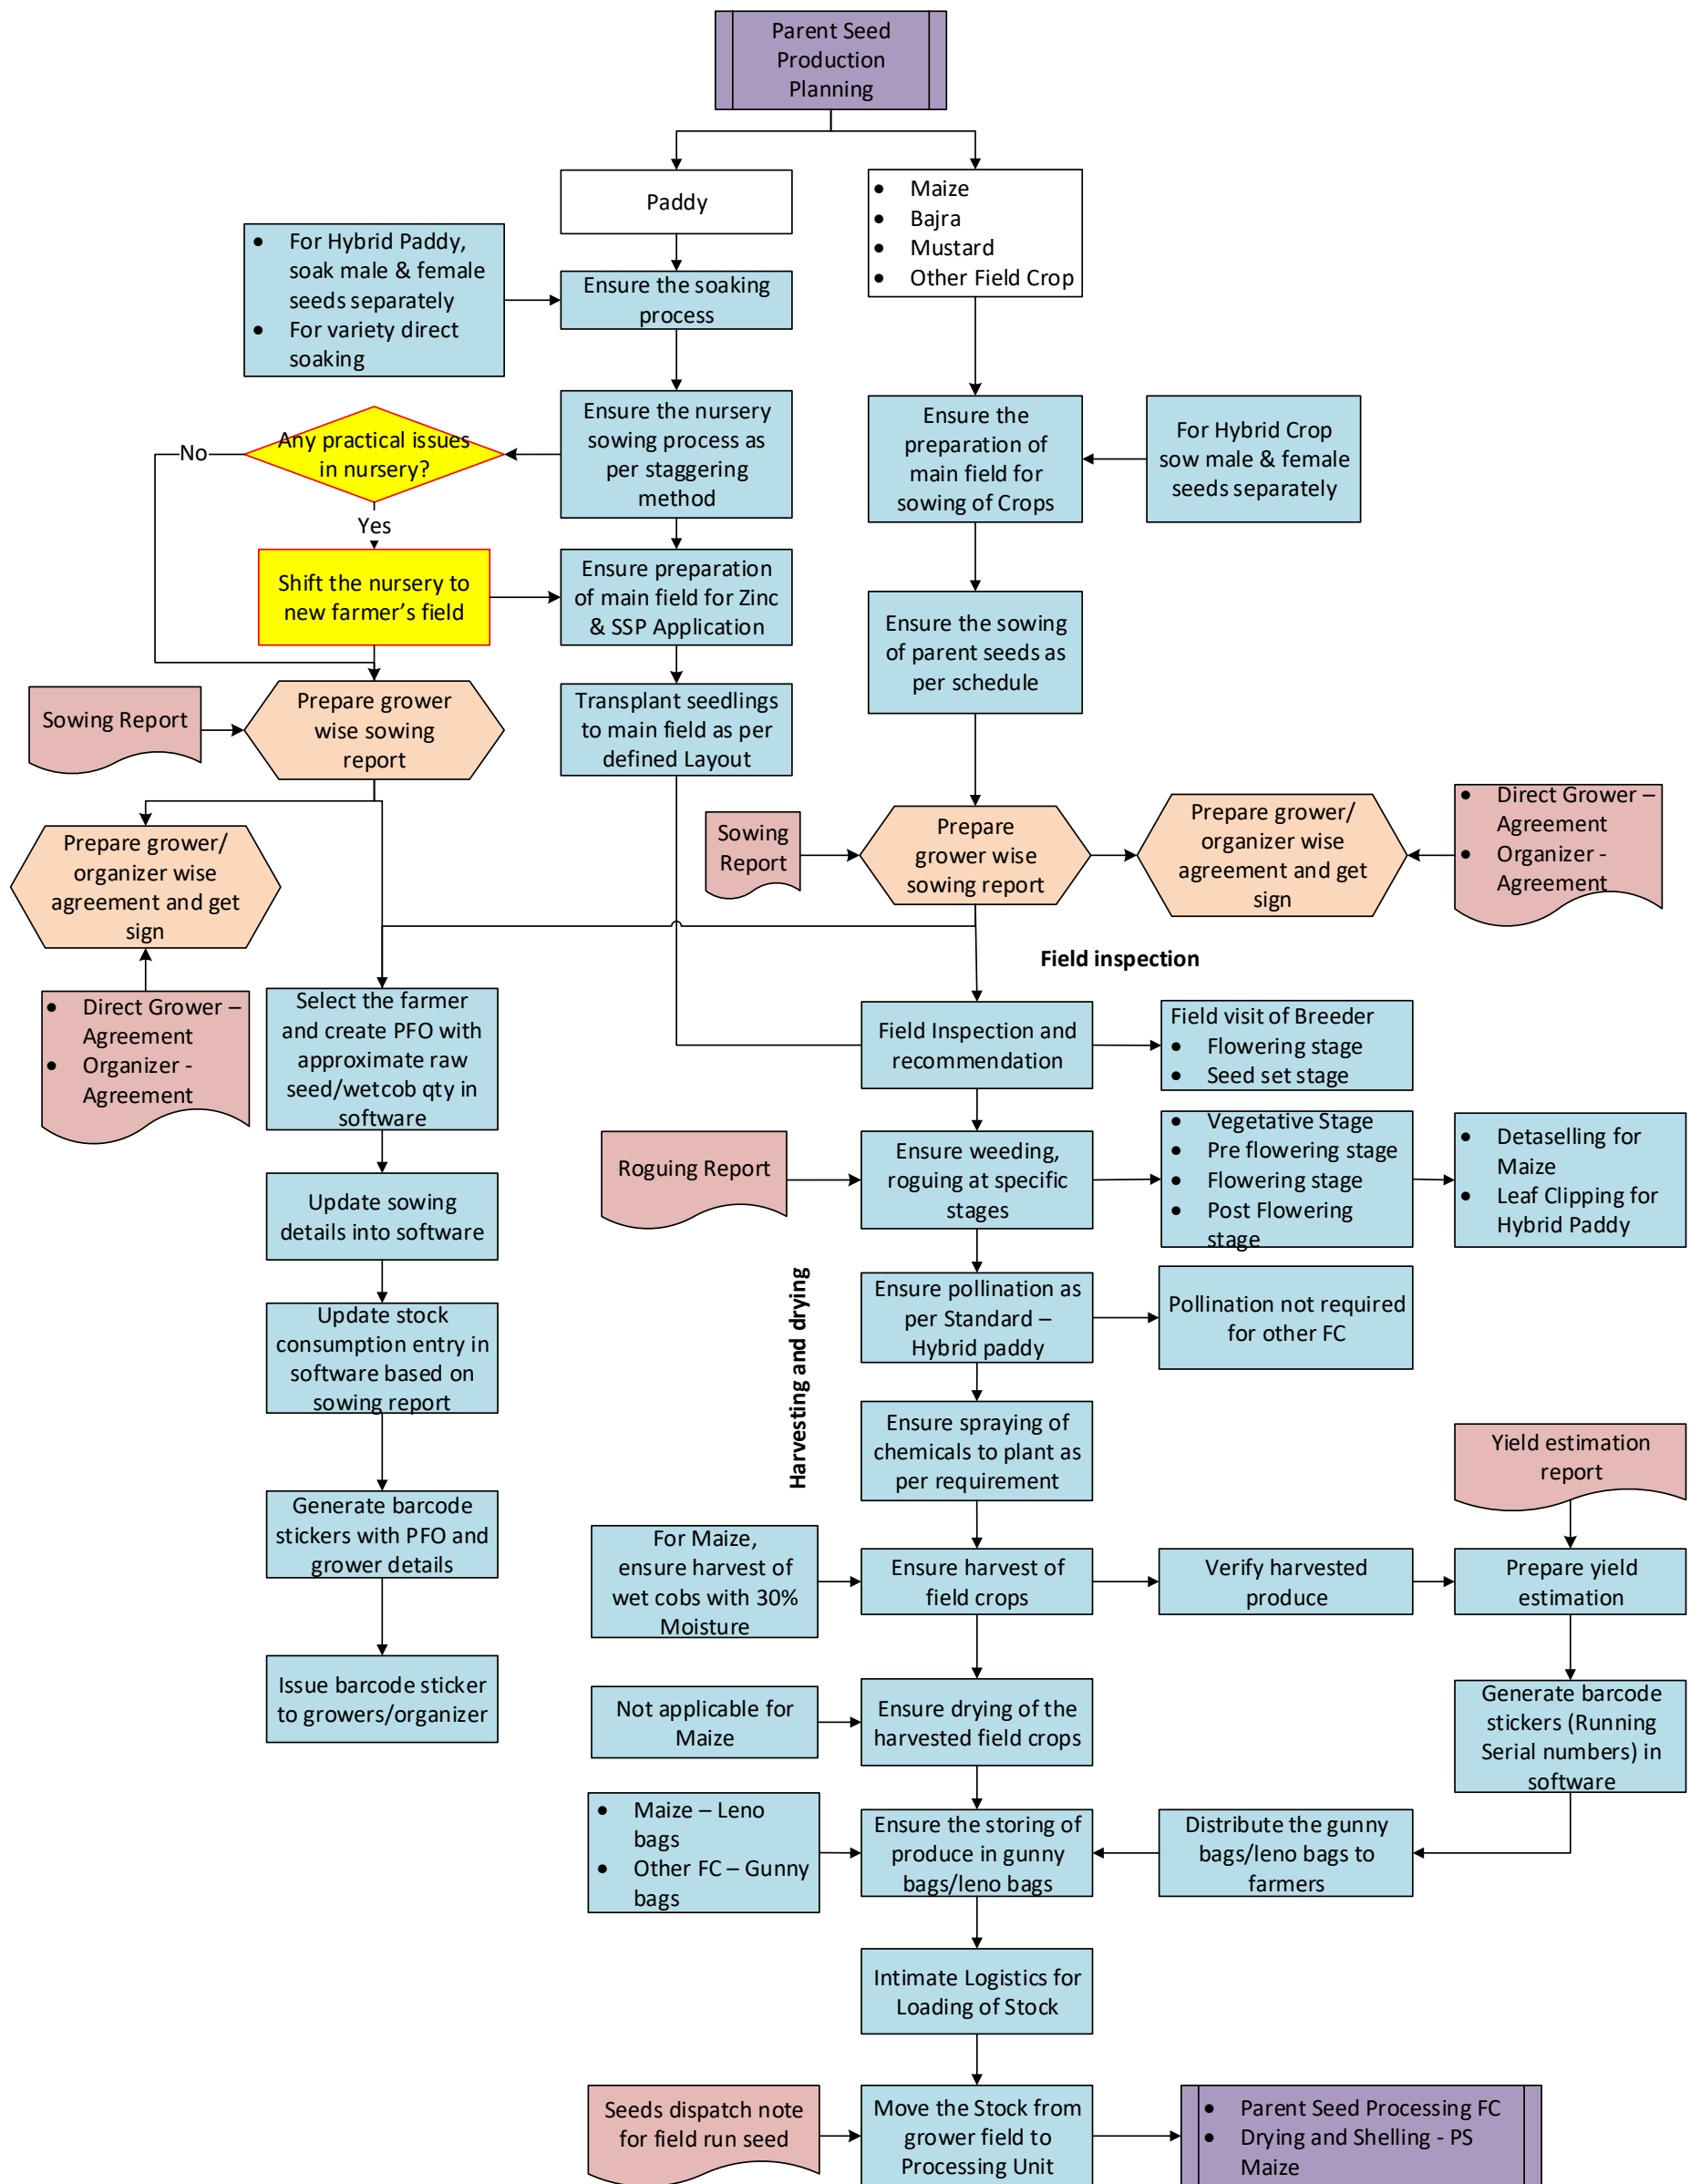 Parent Seed
Production
Planning
Paddy
• Maize
• Bajra
• Mustard
• Other Field Crop
• For Hybrid Paddy,
soak male & female
seeds separately
• For variety direct
soaking
Ensure the soaking
process
Any practical issues
in nursery?
No
Yes
Ensure the nursery
sowing process as
per staggering
method
Ensure the
preparation of
main field for
sowing of Crops
For Hybrid Crop
sow male & female
seeds separately
Shift the nursery to
new farmer's field
Ensure preparation
of main field for Zinc
& SSP Application
Ensure the sowing
of parent seeds as
per schedule
Sowing Report
Prepare grower
wise sowing
report
Transplant seedlings
to main field as per
defined Layout
Prepare grower/
organizer wise
agreement and get
sign
Sowing
Report
Prepare
grower wise
sowing report
Prepare grower/
organizer wise
agreement and get
sign
• Direct Grower –
Agreement
• Organizer -
Agreement
Field inspection
• Direct Grower –
Agreement
• Organizer -
Agreement
Select the farmer
and create PFO with
approximate raw
seed/wetcob qty in
software
Field Inspection and
recommendation
Field visit of Breeder
• Flowering stage
• Seed set stage
Roguing Report
Ensure weeding,
roguing at specific
stages
• Vegetative Stage
• Pre flowering stage
• Flowering stage
• Post Flowering
stage
• Detaselling for
Maize
• Leaf Clipping for
Hybrid Paddy
Update sowing
details into software
Harvesting and drying
Ensure pollination as
per Standard –
Hybrid paddy
Pollination not required
for other FC
Update stock
consumption entry in
software based on
sowing report
Ensure spraying of
chemicals to plant as
per requirement
Yield estimation
report
Generate barcode
stickers with PFO and
grower details
For Maize,
ensure harvest of
wet cobs with 30%
Moisture
Ensure harvest of
field crops
Verify harvested
produce
Prepare yield
estimation
Issue barcode sticker
to growers/organizer
Not applicable for
Maize
Ensure drying of the
harvested field crops
Generate barcode
stickers (Running
Serial numbers) in
software
• Maize – Leno
bags
• Other FC – Gunny
bags
Ensure the storing of
produce in gunny
bags/leno bags
Distribute the gunny
bags/leno bags to
farmers
Intimate Logistics for
Loading of Stock
Seeds dispatch note
for field run seed
Move the Stock from
grower field to
Processing Unit
• Parent Seed Processing FC
• Drying and Shelling - PS
Maize